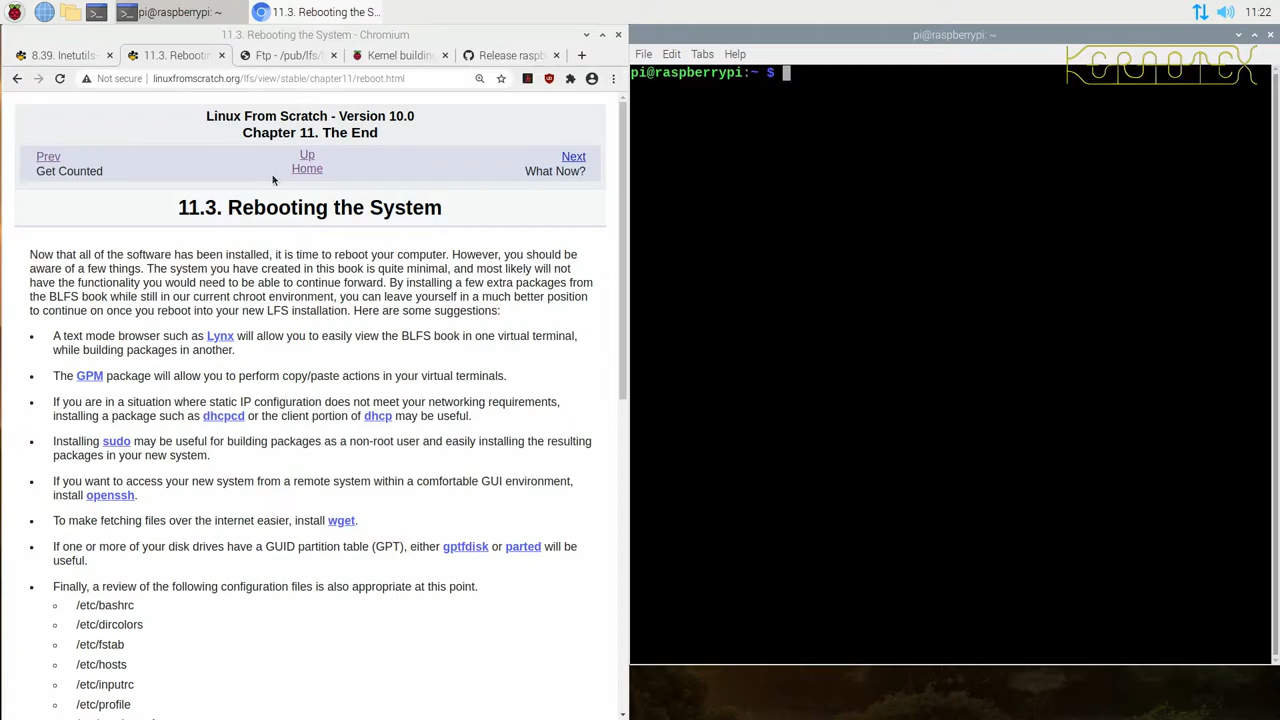 pi@raspberrypi
11.3. Rebooting the S...
11:22
11.3. Rebooting the System - Chromium
8.39. Inetutils-
11.3. Rebootin
Ftp - /pub/lfs/
Kernel building
Release raspb
Not secure
linuxfromscratch.org/lfs/view/stable/chapter11/reboot.html
Linux From Scratch - Version 10.0
Chapter 11. The End
Prev
Up
Next
Get Counted
Home
What Now?
11.3. Rebooting the System
Now that all of the software has been installed, it is time to reboot your computer. However, you should be
aware of a few things. The system you have created in this book is quite minimal, and most likely will not
have the functionality you would need to be able to continue forward. By installing a few extra packages from
the BLFS book while still in our current chroot environment, you can leave yourself in a much better position
to continue on once you reboot into your new LFS installation. Here are some suggestions:
• A text mode browser such as Lynx will allow you to easily view the BLFS book in one virtual terminal,
while building packages in another.
• The GPM package will allow you to perform copy/paste actions in your virtual terminals.
• If you are in a situation where static IP configuration does not meet your networking requirements,
installing a package such as dhcpcd or the client portion of dhcp may be useful.
• Installing sudo may be useful for building packages as a non-root user and easily installing the resulting
packages in your new system.
• If you want to access your new system from a remote system within a comfortable GUI environment,
install openssh.
• To make fetching files over the internet easier, install wget.
• If one or more of your disk drives have a GUID partition table (GPT), either gptfdisk or parted will be
useful.
• Finally, a review of the following configuration files is also appropriate at this point.
◦ /etc/bashrc
◦ /etc/dircolors
◦ /etc/fstab
◦ /etc/hosts
◦ /etc/inputrc
◦ /etc/profile
pi@raspberrypi: ~
File Edit Tabs Help
pi@raspberrypi:~ $